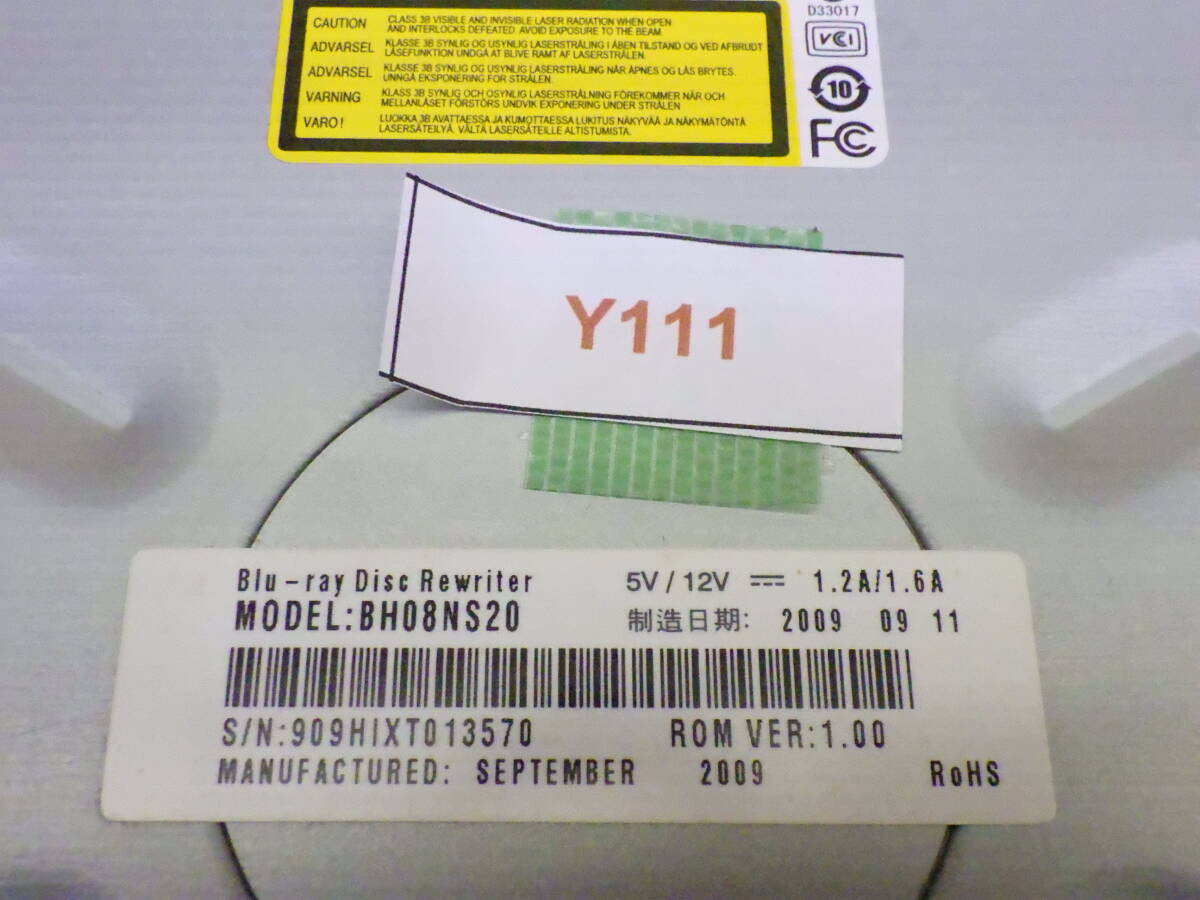 D33017
VCCI
10
FC
CAUTION CLASS 3B VISIBLE AND INVISIBLE LASER RADIATION WHEN OPEN
AND INTERLOCKS DEFEATED. AVOID EXPOSURE TO THE BEAM.
ADVARSEL KLASSE 3B SYNLIG OG USYNLIG LASERSTRÅLING I ÅBEN TILSTAND OG VED AFBRUDT
LÅSEFUNKTION UNDGÅ AT BLIVE RAMT AF LASERSTRÅLEN.
ADVARSEL KLASSE 3B SYNLIG OG USYNLIG LASERSTRÅLING NÅR ÅPNES OG LÅS BRYTES.
UNNGÅ EKSPONERING FOR STRÅLEN.
VARNING KLASS 3B SYNLIG OCH OSYNLIG LASERSTRÅLNING FÖREKOMMER NÄR OCH
MELLANLÅSET FÖRSTÖRS UNDVIK EXPONERING UNDER STRÅLEN
VARO! LUOKKA 3B AVATTAESSA JA KUMOTTAESSA LUKITUS NÄKYVÄÄ JA NÄKYMÄTÖNTÄ
LASERSÄTEILYÄ. VÄLTÄ LASERSÄTEILLE ALTISTUMISTA.
Y111
Blu-ray Disc Rewriter 5V / 12V ⎓ 1.2A/1.6A
MODEL:BH08NS20 制造日期: 2009 09 11
S/N:909HIXT013570 ROM VER:1.00
MANUFACTURED: SEPTEMBER 2009 RoHS